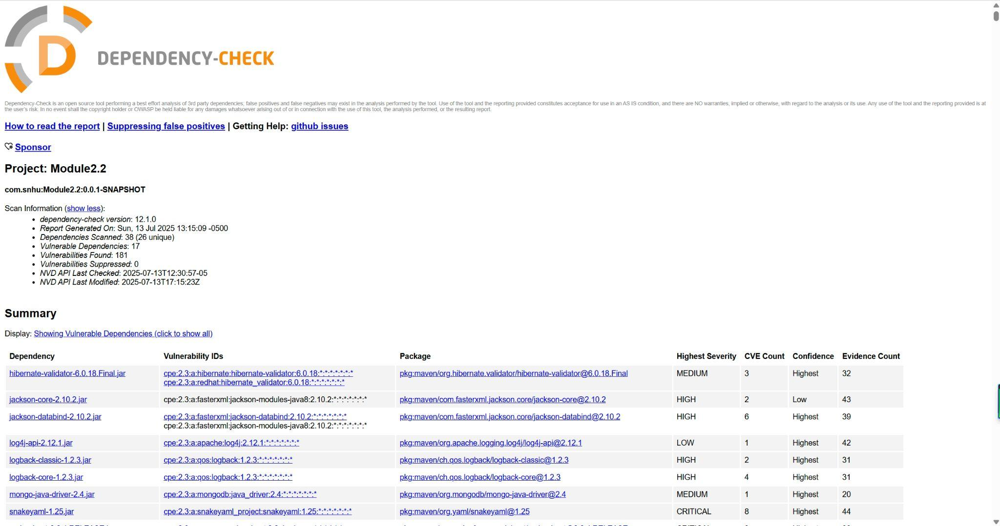 DEPENDENCY-CHECK
Dependency-Check is an open source tool performing a best effort analysis of 3rd party dependencies; false positives and false negatives may exist in the analysis performed by the tool. Use of the tool and the reporting provided constitutes acceptance for use in an AS IS condition, and there are NO warranties, implied or otherwise, with regard to the analysis or its use. Any use of the tool and the reporting provided is at
the user's risk. In no event shall the copyright holder or OWASP be held liable for any damages whatsoever arising out of or in connection with the use of this tool, the analysis performed, or the resulting report.
How to read the report | Suppressing false positives | Getting Help: github issues
Sponsor
Project: Module2.2
com.snhu:Module2.2:0.0.1-SNAPSHOT
Scan Information (show less):
• dependency-check version: 12.1.0
• Report Generated On: Sun, 13 Jul 2025 13:15:09 -0500
• Dependencies Scanned: 38 (26 unique)
• Vulnerable Dependencies: 17
• Vulnerabilities Found: 181
• Vulnerabilities Suppressed: 0
• NVD API Last Checked: 2025-07-13T12:30:57-05
• NVD API Last Modified: 2025-07-13T17:15:23Z
Summary
Display: Showing Vulnerable Dependencies (click to show all)
Dependency Vulnerability IDs Package Highest Severity CVE Count Confidence Evidence Count
hibernate-validator-6.0.18.Final.jar cpe:2.3:a:hibernate:hibernate-validator:6.0.18:*:*:*:*:*:*:* pkg:maven/org.hibernate.validator/hibernate-validator@6.0.18.Final MEDIUM 3 Highest 32
cpe:2.3:a:redhat:hibernate_validator:6.0.18:*:*:*:*:*:*:*
jackson-core-2.10.2.jar cpe:2.3:a:fasterxml:jackson-modules-java8:2.10.2:*:*:*:*:*:*:* pkg:maven/com.fasterxml.jackson.core/jackson-core@2.10.2 HIGH 2 Low 43
jackson-databind-2.10.2.jar cpe:2.3:a:fasterxml:jackson-databind:2.10.2:*:*:*:*:*:*:* pkg:maven/com.fasterxml.jackson.core/jackson-databind@2.10.2 HIGH 6 Highest 39
cpe:2.3:a:fasterxml:jackson-modules-java8:2.10.2:*:*:*:*:*:*:*
log4j-api-2.12.1.jar cpe:2.3:a:apache:log4j:2.12.1:*:*:*:*:*:*:* pkg:maven/org.apache.logging.log4j/log4j-api@2.12.1 LOW 1 Highest 42
logback-classic-1.2.3.jar cpe:2.3:a:qos:logback:1.2.3:*:*:*:*:*:*:* pkg:maven/ch.qos.logback/logback-classic@1.2.3 HIGH 2 Highest 31
logback-core-1.2.3.jar cpe:2.3:a:qos:logback:1.2.3:*:*:*:*:*:*:* pkg:maven/ch.qos.logback/logback-core@1.2.3 HIGH 4 Highest 31
mongo-java-driver-2.4.jar cpe:2.3:a:mongodb:java_driver:2.4:*:*:*:*:*:*:* pkg:maven/org.mongodb/mongo-java-driver@2.4 MEDIUM 1 Highest 20
snakeyaml-1.25.jar cpe:2.3:a:snakeyaml_project:snakeyaml:1.25:*:*:*:*:*:*:* pkg:maven/org.yaml/snakeyaml@1.25 CRITICAL 8 Highest 44